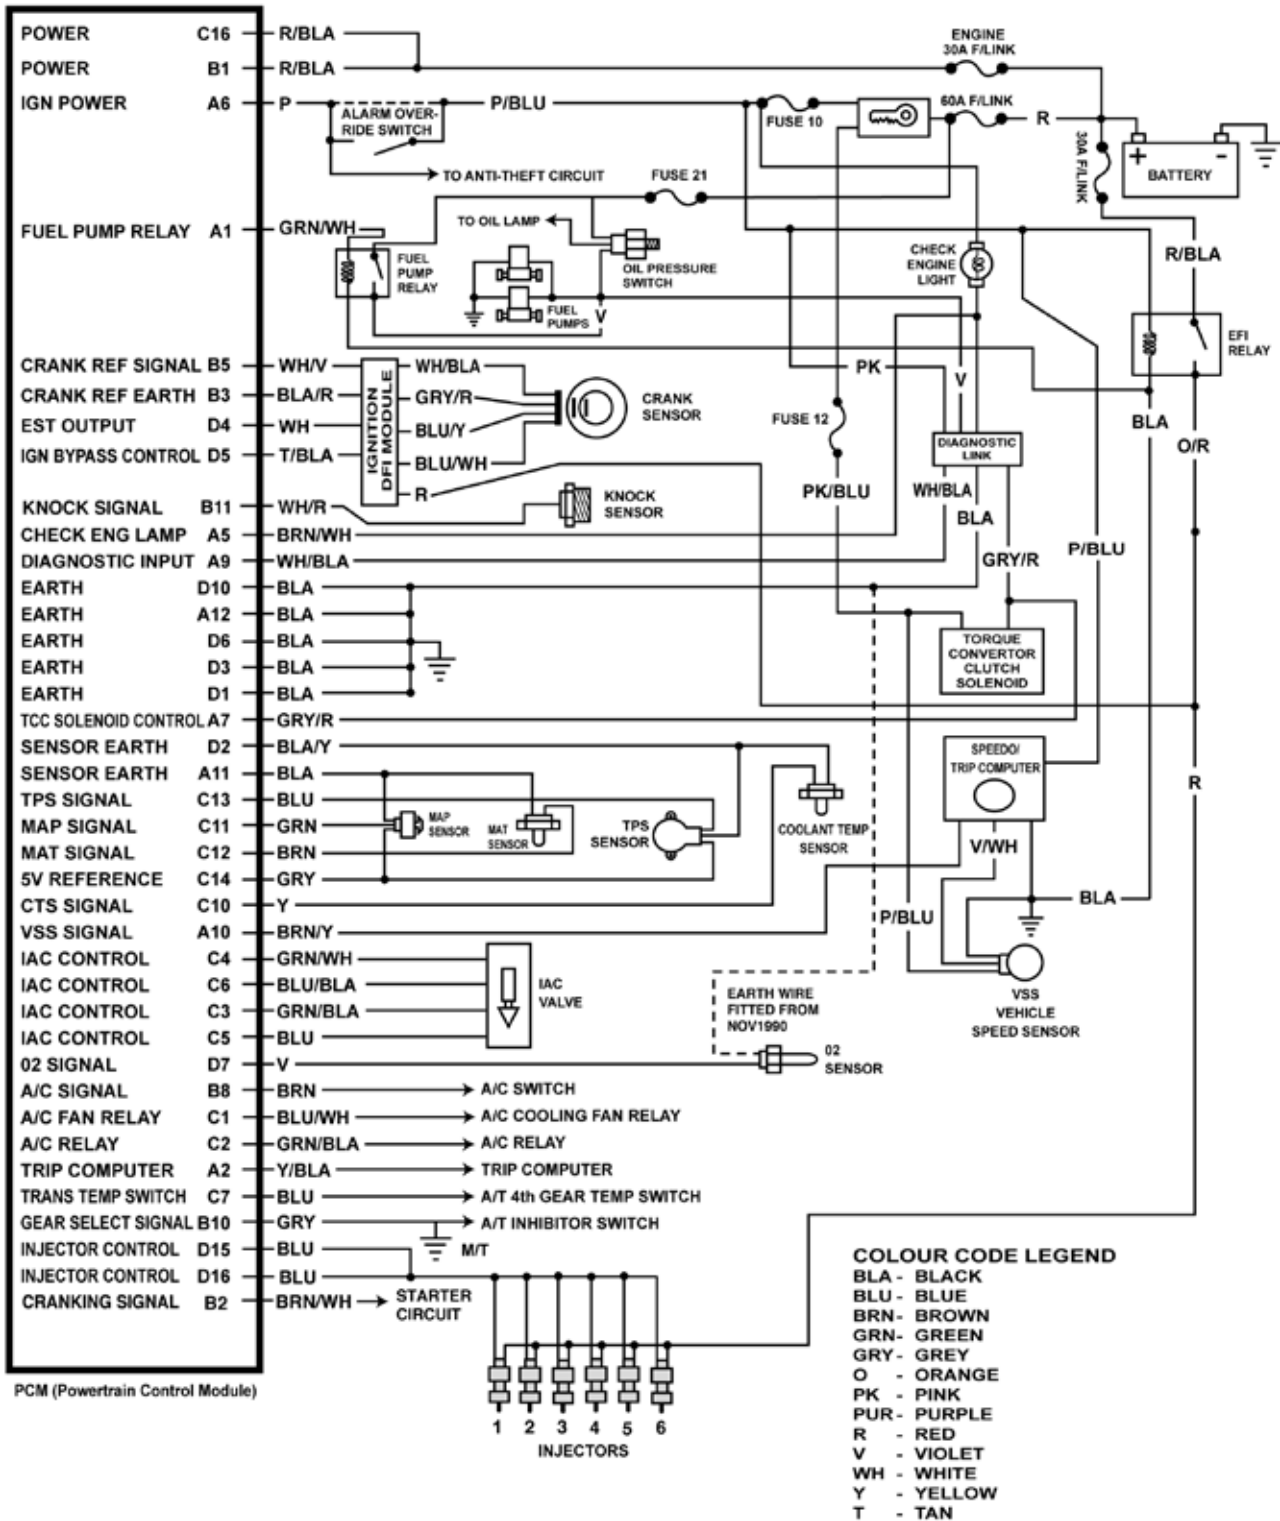 POWER C16 R/BLA
POWER B1 R/BLA
IGN POWER A6 P
P/BLU
ALARM OVER-
RIDE SWITCH
TO ANTI-THEFT CIRCUIT
ENGINE
30A F/LINK
60A F/LINK
FUSE 10
R
30A F/LINK
+ -
BATTERY
FUSE 21
TO OIL LAMP
FUEL PUMP RELAY A1 GRN/WH
FUEL
PUMP
RELAY
OIL PRESSURE
SWITCH
FUEL
PUMPS
V
CHECK
ENGINE
LIGHT
R/BLA
EFI
RELAY
CRANK REF SIGNAL B5 WH/V
CRANK REF EARTH B3 BLA/R
EST OUTPUT D4 WH
IGN BYPASS CONTROL D5 T/BLA
IGNITION
DFI MODULE
WH/BLA
GRY/R
BLU/Y
BLU/WH
R
CRANK
SENSOR
PK
V
FUSE 12
BLA
O/R
DIAGNOSTIC
LINK
PK/BLU
WH/BLA
BLA
GRY/R
P/BLU
KNOCK SIGNAL B11 WH/R
KNOCK
SENSOR
CHECK ENG LAMP A5 BRN/WH
DIAGNOSTIC INPUT A9 WH/BLA
EARTH D10 BLA
EARTH A12 BLA
EARTH D6 BLA
EARTH D3 BLA
EARTH D1 BLA
TORQUE
CONVERTOR
CLUTCH
SOLENOID
TCC SOLENOID CONTROL A7 GRY/R
SENSOR EARTH D2 BLA/Y
SENSOR EARTH A11 BLA
TPS SIGNAL C13 BLU
MAP SIGNAL C11 GRN
MAT SIGNAL C12 BRN
5V REFERENCE C14 GRY
CTS SIGNAL C10 Y
VSS SIGNAL A10 BRN/Y
MAP
SENSOR
MAT
SENSOR
TPS
SENSOR
COOLANT TEMP
SENSOR
SPEEDO/
TRIP COMPUTER
R
V/WH
BLA
P/BLU
VSS
VEHICLE
SPEED SENSOR
IAC CONTROL C4 GRN/WH
IAC CONTROL C6 BLU/BLA
IAC CONTROL C3 GRN/BLA
IAC CONTROL C5 BLU
IAC
VALVE
EARTH WIRE
FITTED FROM
NOV1990
02 SIGNAL D7 V
02
SENSOR
A/C SIGNAL B8 BRN A/C SWITCH
A/C FAN RELAY C1 BLU/WH A/C COOLING FAN RELAY
A/C RELAY C2 GRN/BLA A/C RELAY
TRIP COMPUTER A2 Y/BLA TRIP COMPUTER
TRANS TEMP SWITCH C7 BLU A/T 4th GEAR TEMP SWITCH
GEAR SELECT SIGNAL B10 GRY A/T INHIBITOR SWITCH
M/T
INJECTOR CONTROL D15 BLU
INJECTOR CONTROL D16 BLU
CRANKING SIGNAL B2 BRN/WH
STARTER
CIRCUIT
PCM (Powertrain Control Module)
1 2 3 4 5 6
INJECTORS
COLOUR CODE LEGEND
BLA - BLACK
BLU - BLUE
BRN- BROWN
GRN- GREEN
GRY- GREY
O - ORANGE
PK - PINK
PUR- PURPLE
R - RED
V - VIOLET
WH - WHITE
Y - YELLOW
T - TAN